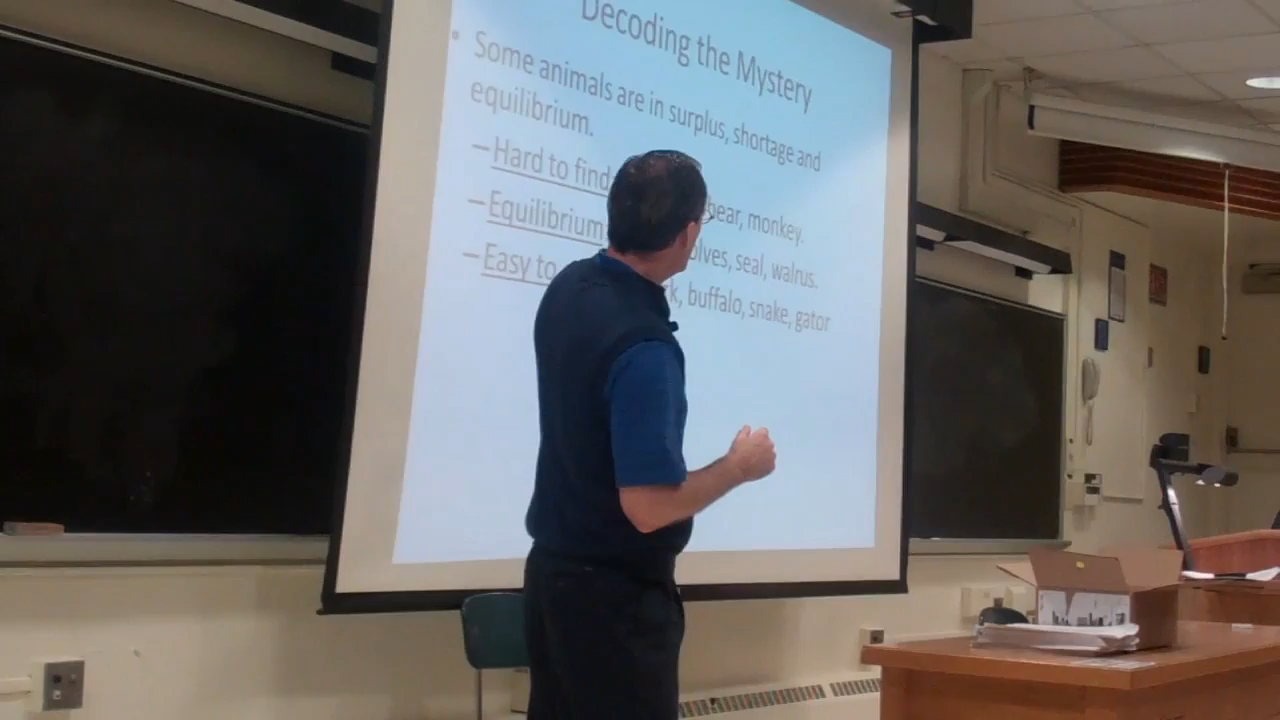 Decoding the Mystery
• Some animals are in surplus, shortage and
equilibrium.
–Hard to find bear, monkey.
–Equilibrium seal, walrus.
–Easy to buffalo, snake, gator